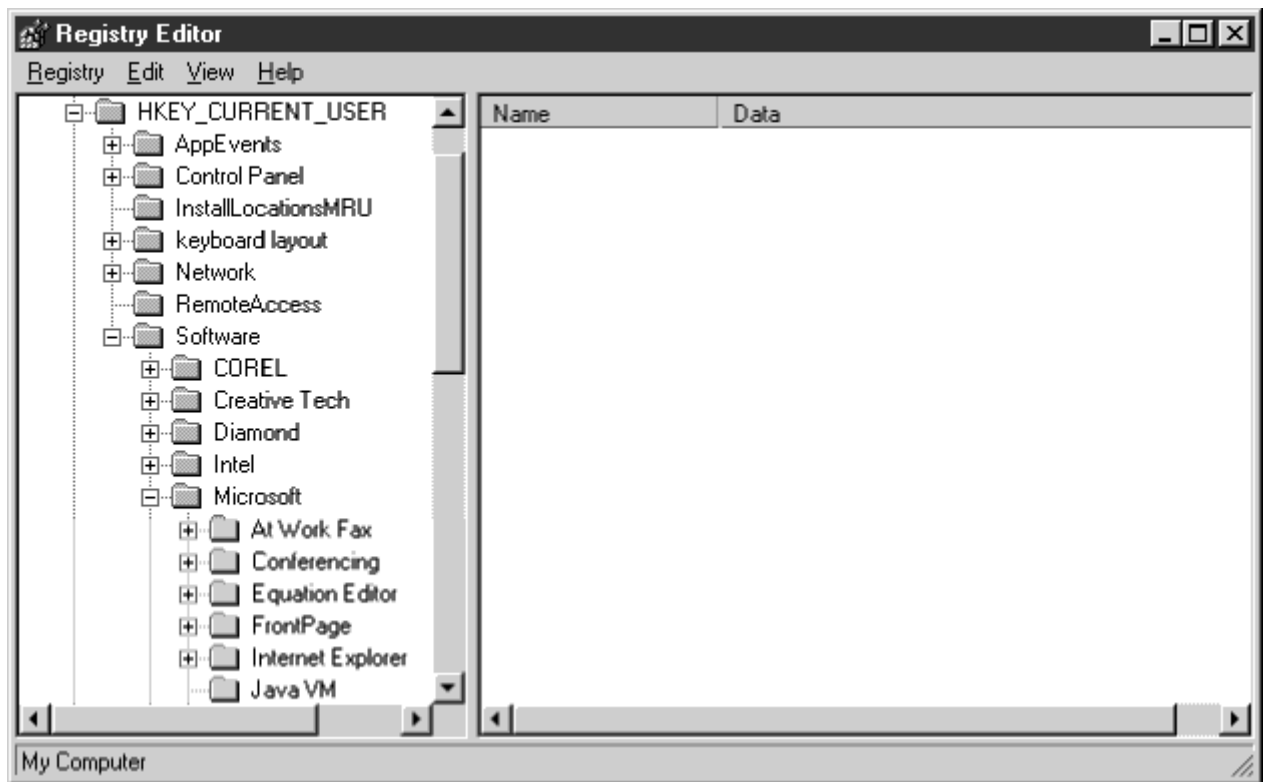 Registry Editor
Registry Edit View Help
HKEY_CURRENT_USER
AppEvents
Control Panel
InstallLocationsMRU
keyboard layout
Network
RemoteAccess
Software
COREL
Creative Tech
Diamond
Intel
Microsoft
At Work Fax
Conferencing
Equation Editor
FrontPage
Internet Explorer
Java VM
Name Data
My Computer